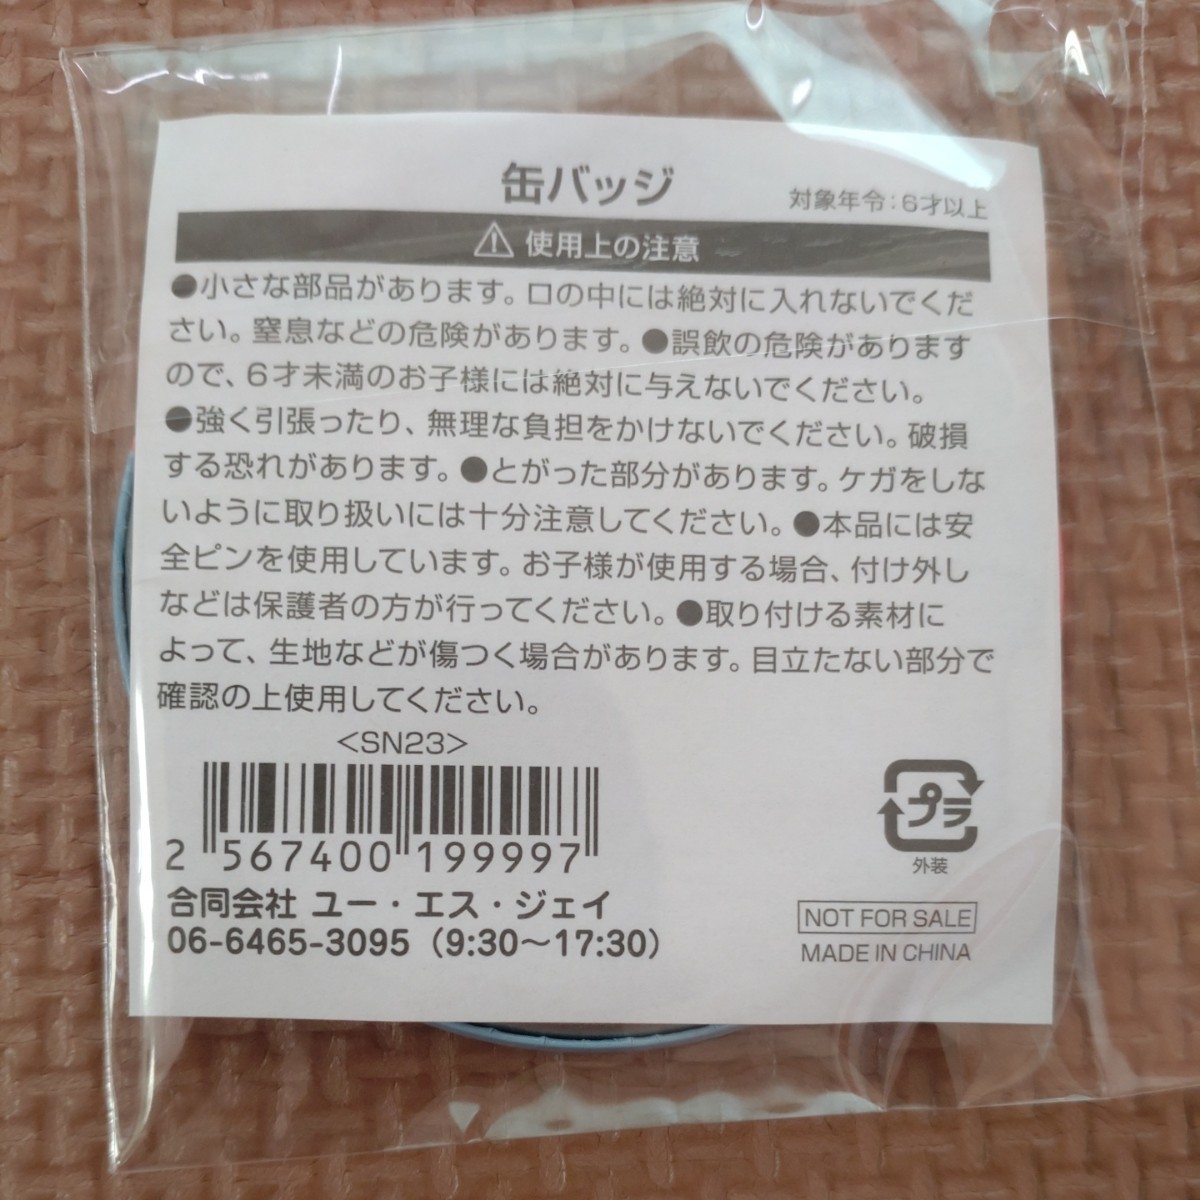 缶バッジ
対象年令:6才以上
⚠ 使用上の注意
●小さな部品があります。口の中には絶対に入れないでくだ
さい。窒息などの危険があります。●誤飲の危険があります
ので、6才未満のお子様には絶対に与えないでください。
●強く引張ったり、無理な負担をかけないでください。破損
する恐れがあります。●とがった部分があります。ケガをしな
いように取り扱いには十分注意してください。●本品には安
全ピンを使用しています。お子様が使用する場合、付け外し
などは保護者の方が行ってください。●取り付ける素材に
よって、生地などが傷つく場合があります。目立たない部分で
確認の上使用してください。
<SN23>
2 567400 199997
合同会社 ユー・エス・ジェイ
06-6465-3095（9:30～17:30）
プラ
外装
NOT FOR SALE
MADE IN CHINA